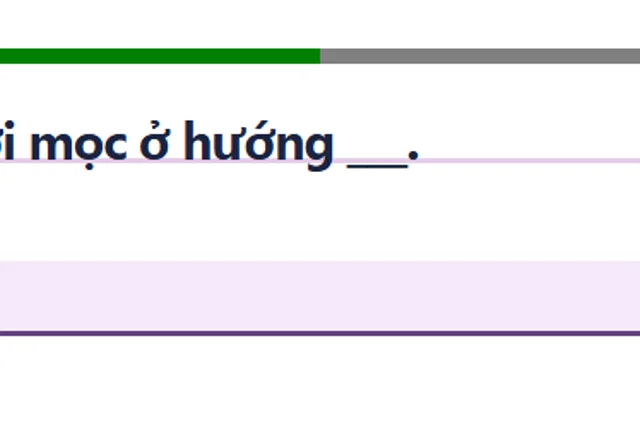 mọc ở hướng ___.